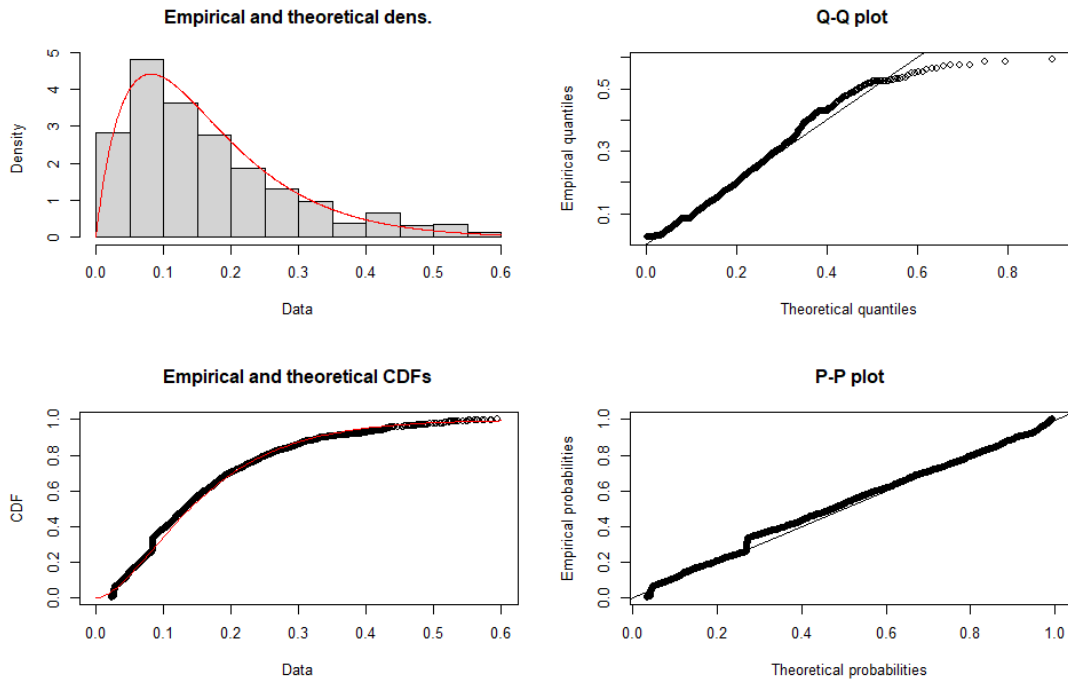 Empirical and theoretical dens.
Density
0 1 2 3 4 5
0.0 0.1 0.2 0.3 0.4 0.5 0.6
Data
Q-Q plot
Empirical quantiles
0.1 0.3 0.5
0.0 0.2 0.4 0.6 0.8
Theoretical quantiles
Empirical and theoretical CDFs
CDF
0.0 0.2 0.4 0.6 0.8 1.0
0.0 0.1 0.2 0.3 0.4 0.5 0.6
Data
P-P plot
Empirical probabilities
0.0 0.2 0.4 0.6 0.8 1.0
0.0 0.2 0.4 0.6 0.8 1.0
Theoretical probabilities